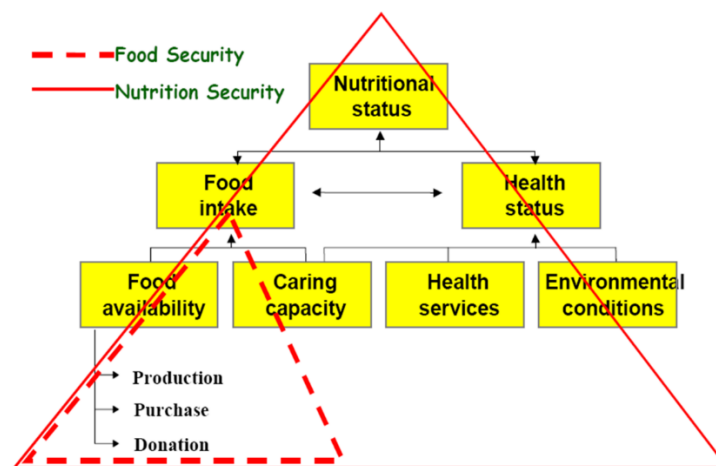 Food Security
Nutrition Security
Nutritional
status
Food
intake
Health
status
Food
availability
Caring
capacity
Health
services
Environmental
conditions
Production
Purchase
Donation